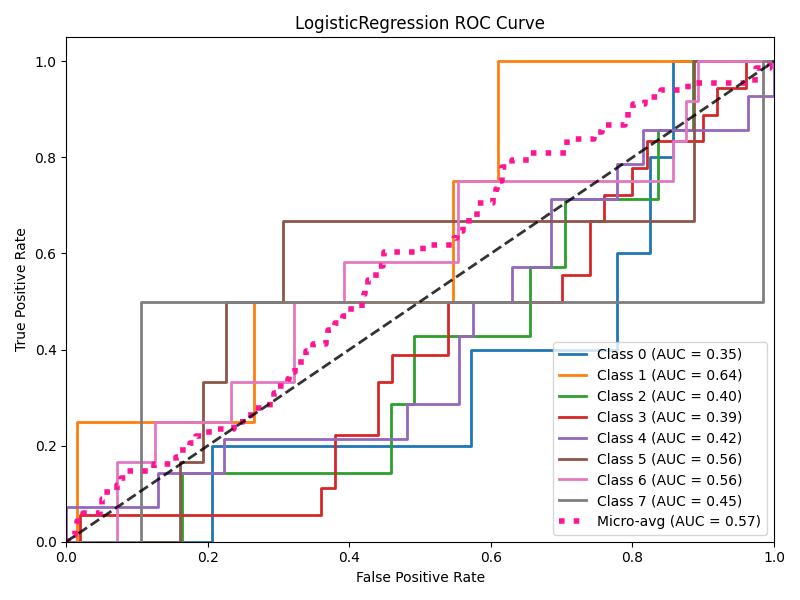 LogisticRegression ROC Curve
True Positive Rate
1.0
0.8
0.6
0.4
0.2
0.0
Class 0 (AUC = 0.35)
Class 1 (AUC = 0.64)
Class 2 (AUC = 0.40)
Class 3 (AUC = 0.39)
Class 4 (AUC = 0.42)
Class 5 (AUC = 0.56)
Class 6 (AUC = 0.56)
Class 7 (AUC = 0.45)
Micro-avg (AUC = 0.57)
0.0 0.2 0.4 0.6 0.8 1.0
False Positive Rate